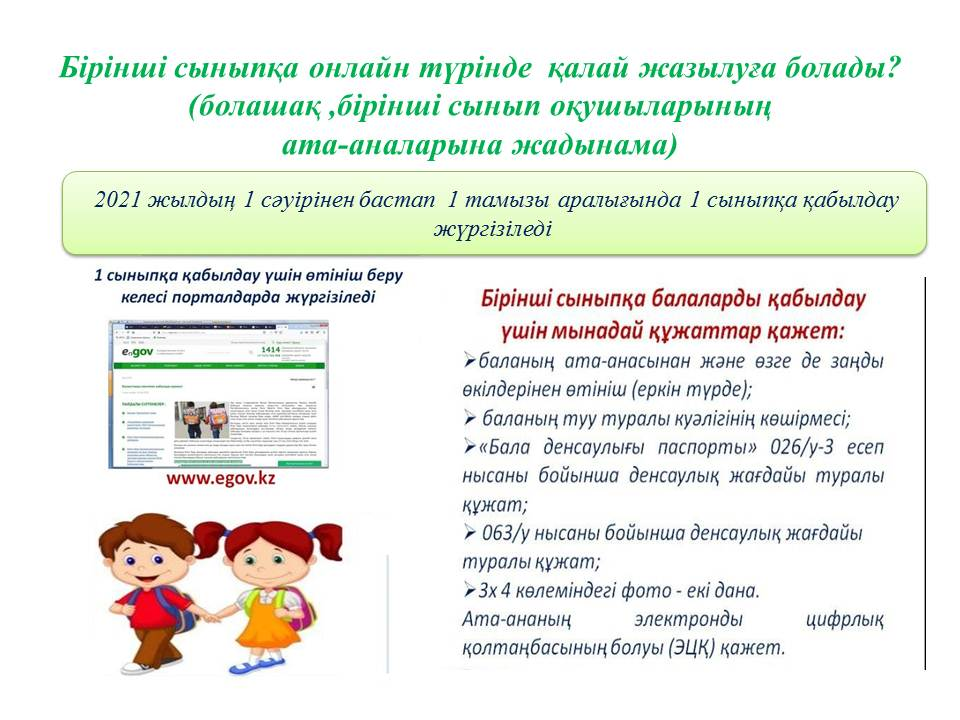 Бірінші сыныпқа онлайн түрінде қалай жазылуға болады?
(болашақ ,бірінші сынып оқушыларының
ата-аналарына жадынама)
2021 жылдың 1 сәуірінен бастап 1 тамызы аралығында 1 сыныпқа қабылдау
жүргізіледі
1 сыныпқа қабылдау үшін өтініш беру
келесі порталдарда жүргізіледі
egov
1414
www.egov.kz
Бірінші сыныпқа балаларды қабылдау
үшін мынадай құжаттар қажет:
➢баланың ата-анасынан және өзге де заңды
өкілдерінен өтініш (еркін түрде);
➢ баланың туу туралы куәлігінің көшірмесі;
➢«Бала денсаулығы паспорты» 026/у-3 есеп
нысаны бойынша денсаулық жағдайы туралы
құжат;
➢ 063/у нысаны бойынша денсаулық жағдайы
туралы құжат;
➢3х 4 көлеміндегі фото - екі дана.
Ата-ананың электронды цифрлық
қолтаңбасының болуы (ЭЦҚ) қажет.